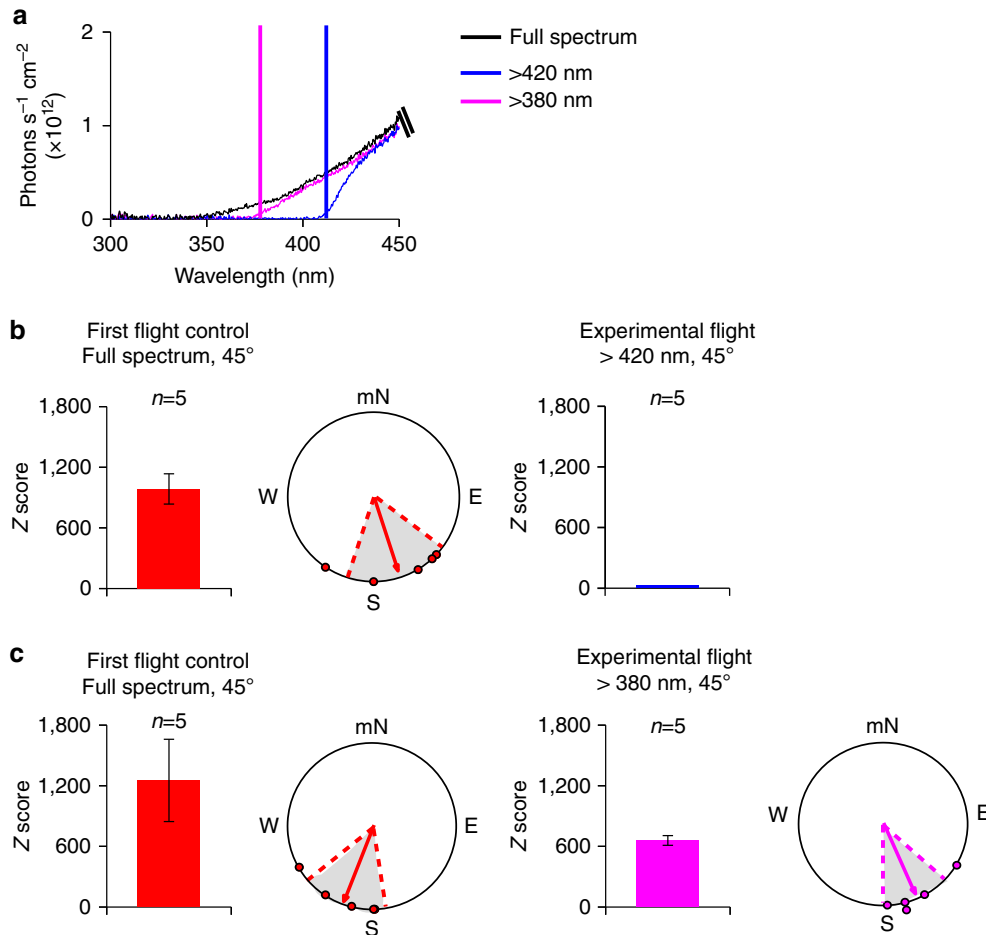 a
Photons s⁻¹ cm⁻²
(×10¹²)
2
1
0
300
350
400
450
Wavelength (nm)
Full spectrum
>420 nm
>380 nm
b
First flight control
Full spectrum, 45°
Experimental flight
> 420 nm, 45°
Z score
1,800
1,200
600
0
n=5
mN
W
E
S
Z score
1,800
1,200
600
0
n=5
c
First flight control
Full spectrum, 45°
Experimental flight
> 380 nm, 45°
Z score
1,800
1,200
600
0
n=5
mN
W
E
S
Z score
1,800
1,200
600
0
n=5
mN
W
E
S